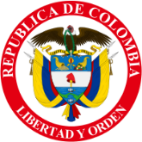 REPUBLICA DE COLOMBIA
LIBERTAD Y ORDEN